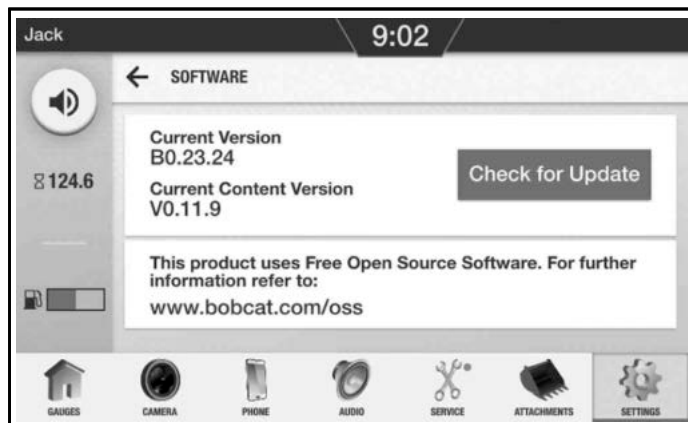 Jack
9:02
SOFTWARE
124.6
Current Version
B0.23.24
Current Content Version
V0.11.9
Check for Update
This product uses Free Open Source Software. For further
information refer to:
www.bobcat.com/oss
GAUGES
CAMERA
PHONE
AUDIO
SERVICE
ATTACHMENTS
SETTINGS